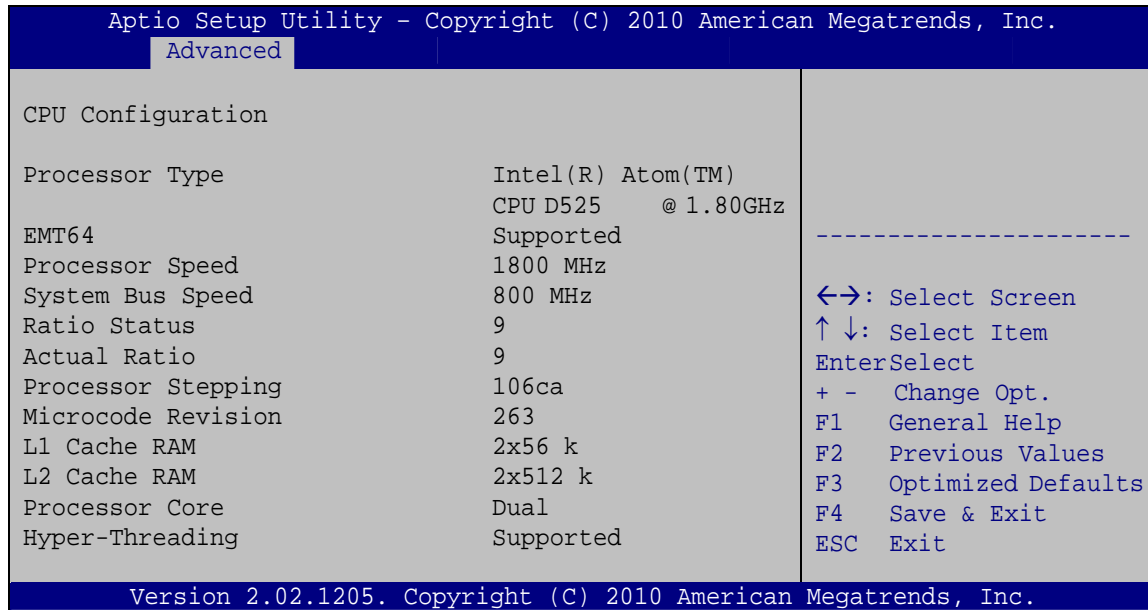 Aptio Setup Utility – Copyright (C) 2010 American Megatrends, Inc.
Advanced
CPU Configuration
Processor Type Intel(R) Atom(TM)
CPU D525 @ 1.80GHz
EMT64 Supported
Processor Speed 1800 MHz
System Bus Speed 800 MHz
Ratio Status 9
Actual Ratio 9
Processor Stepping 106ca
Microcode Revision 263
L1 Cache RAM 2x56 k
L2 Cache RAM 2x512 k
Processor Core Dual
Hyper-Threading Supported
----------------------
←→: Select Screen
↑ ↓: Select Item
EnterSelect
+ - Change Opt.
F1 General Help
F2 Previous Values
F3 Optimized Defaults
F4 Save & Exit
ESC Exit
Version 2.02.1205. Copyright (C) 2010 American Megatrends, Inc.